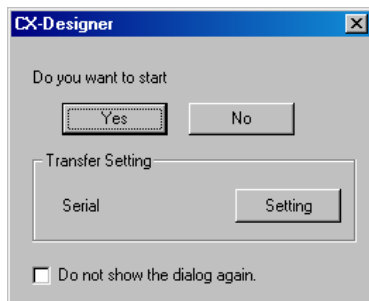 CX-Designer
Do you want to start
Yes No
Transfer Setting
Serial Setting
Do not show the dialog again.